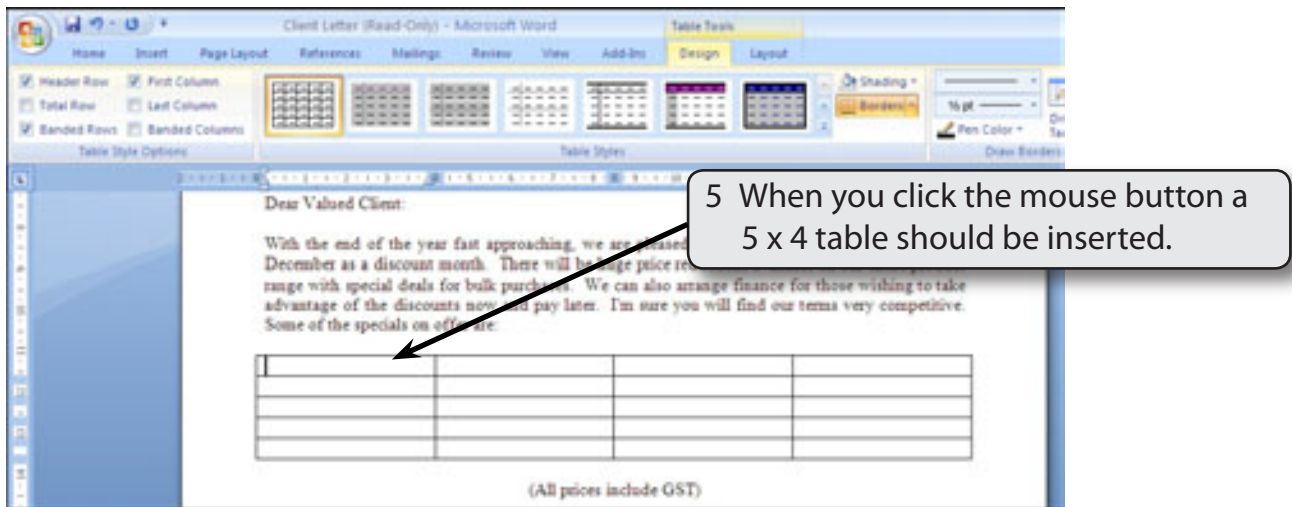 Client Letter (Read-Only) - Microsoft Word
Table Tools
Home Insert Page Layout References Mailings Review View Add-Ins Design Layout
Header Row First Column
Total Row Last Column
Banded Rows Banded Columns
Shading
Borders
½ pt
Pen Color
Table Style Options
Table Styles
Draw Borders
5 When you click the mouse button a
5 x 4 table should be inserted.
Dear Valued Client:
With the end of the year fast approaching, we are pleased
December as a discount month. There will be huge price
range with special deals for bulk purchases. We can also arrange finance for those wishing to take
advantage of the discounts now and pay later. I'm sure you will find our terms very competitive.
Some of the specials on offer are:
(All prices include GST)